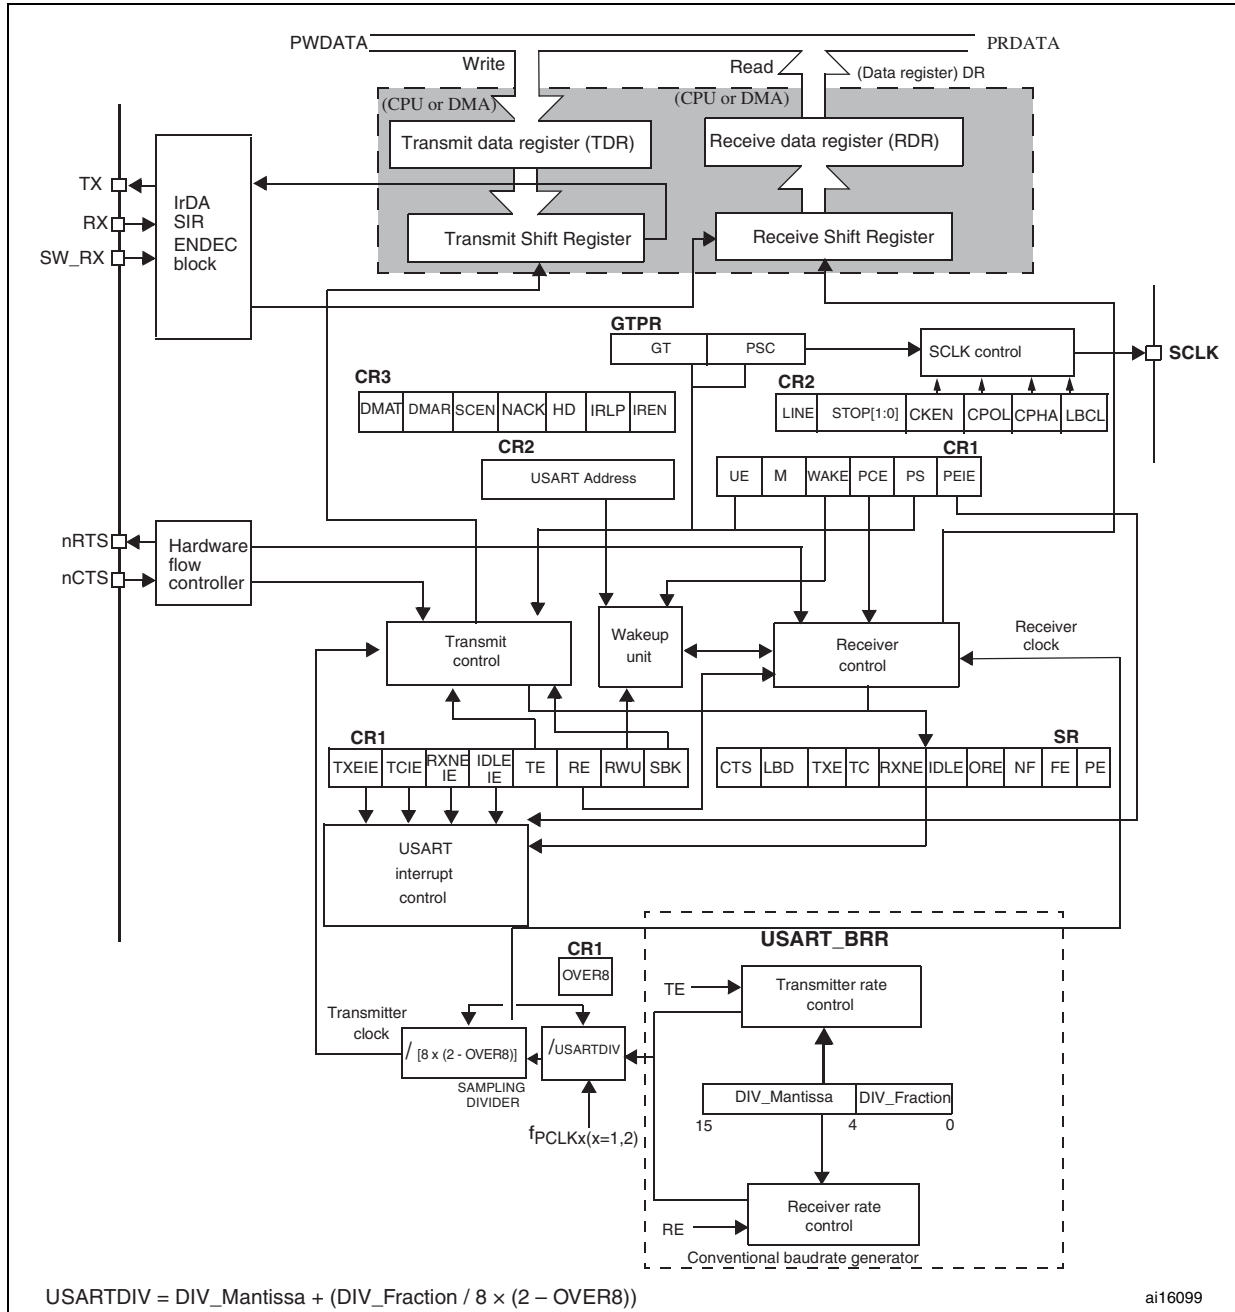 PWDATA
PRDATA
Write
Read
(Data register) DR
(CPU or DMA)
(CPU or DMA)
Transmit data register (TDR)
Receive data register (RDR)
TX
RX
SW_RX
IrDA
SIR
ENDEC
block
Transmit Shift Register
Receive Shift Register
GTPR
GT
PSC
SCLK control
SCLK
CR3
DMAT
DMAR
SCEN
NACK
HD
IRLP
IREN
CR2
LINE
STOP[1:0]
CKEN
CPOL
CPHA
LBCL
CR2
USART Address
CR1
UE
M
WAKE
PCE
PS
PEIE
nRTS
nCTS
Hardware
flow
controller
Transmit
control
Wakeup
unit
Receiver
control
Receiver
clock
CR1
TXEIE
TCIE
RXNE
IE
IDLE
IE
TE
RE
RWU
SBK
SR
CTS
LBD
TXE
TC
RXNE
IDLE
ORE
NF
FE
PE
USART
interrupt
control
CR1
OVER8
USART_BRR
TE
Transmitter rate
control
Transmitter
clock
/ [8 x (2 - OVER8)]
/USARTDIV
SAMPLING
DIVIDER
fPCLKx(x=1,2)
DIV_Mantissa
DIV_Fraction
15
4
0
RE
Receiver rate
control
Conventional baudrate generator
USARTDIV = DIV_Mantissa + (DIV_Fraction / 8 × (2 – OVER8))
ai16099